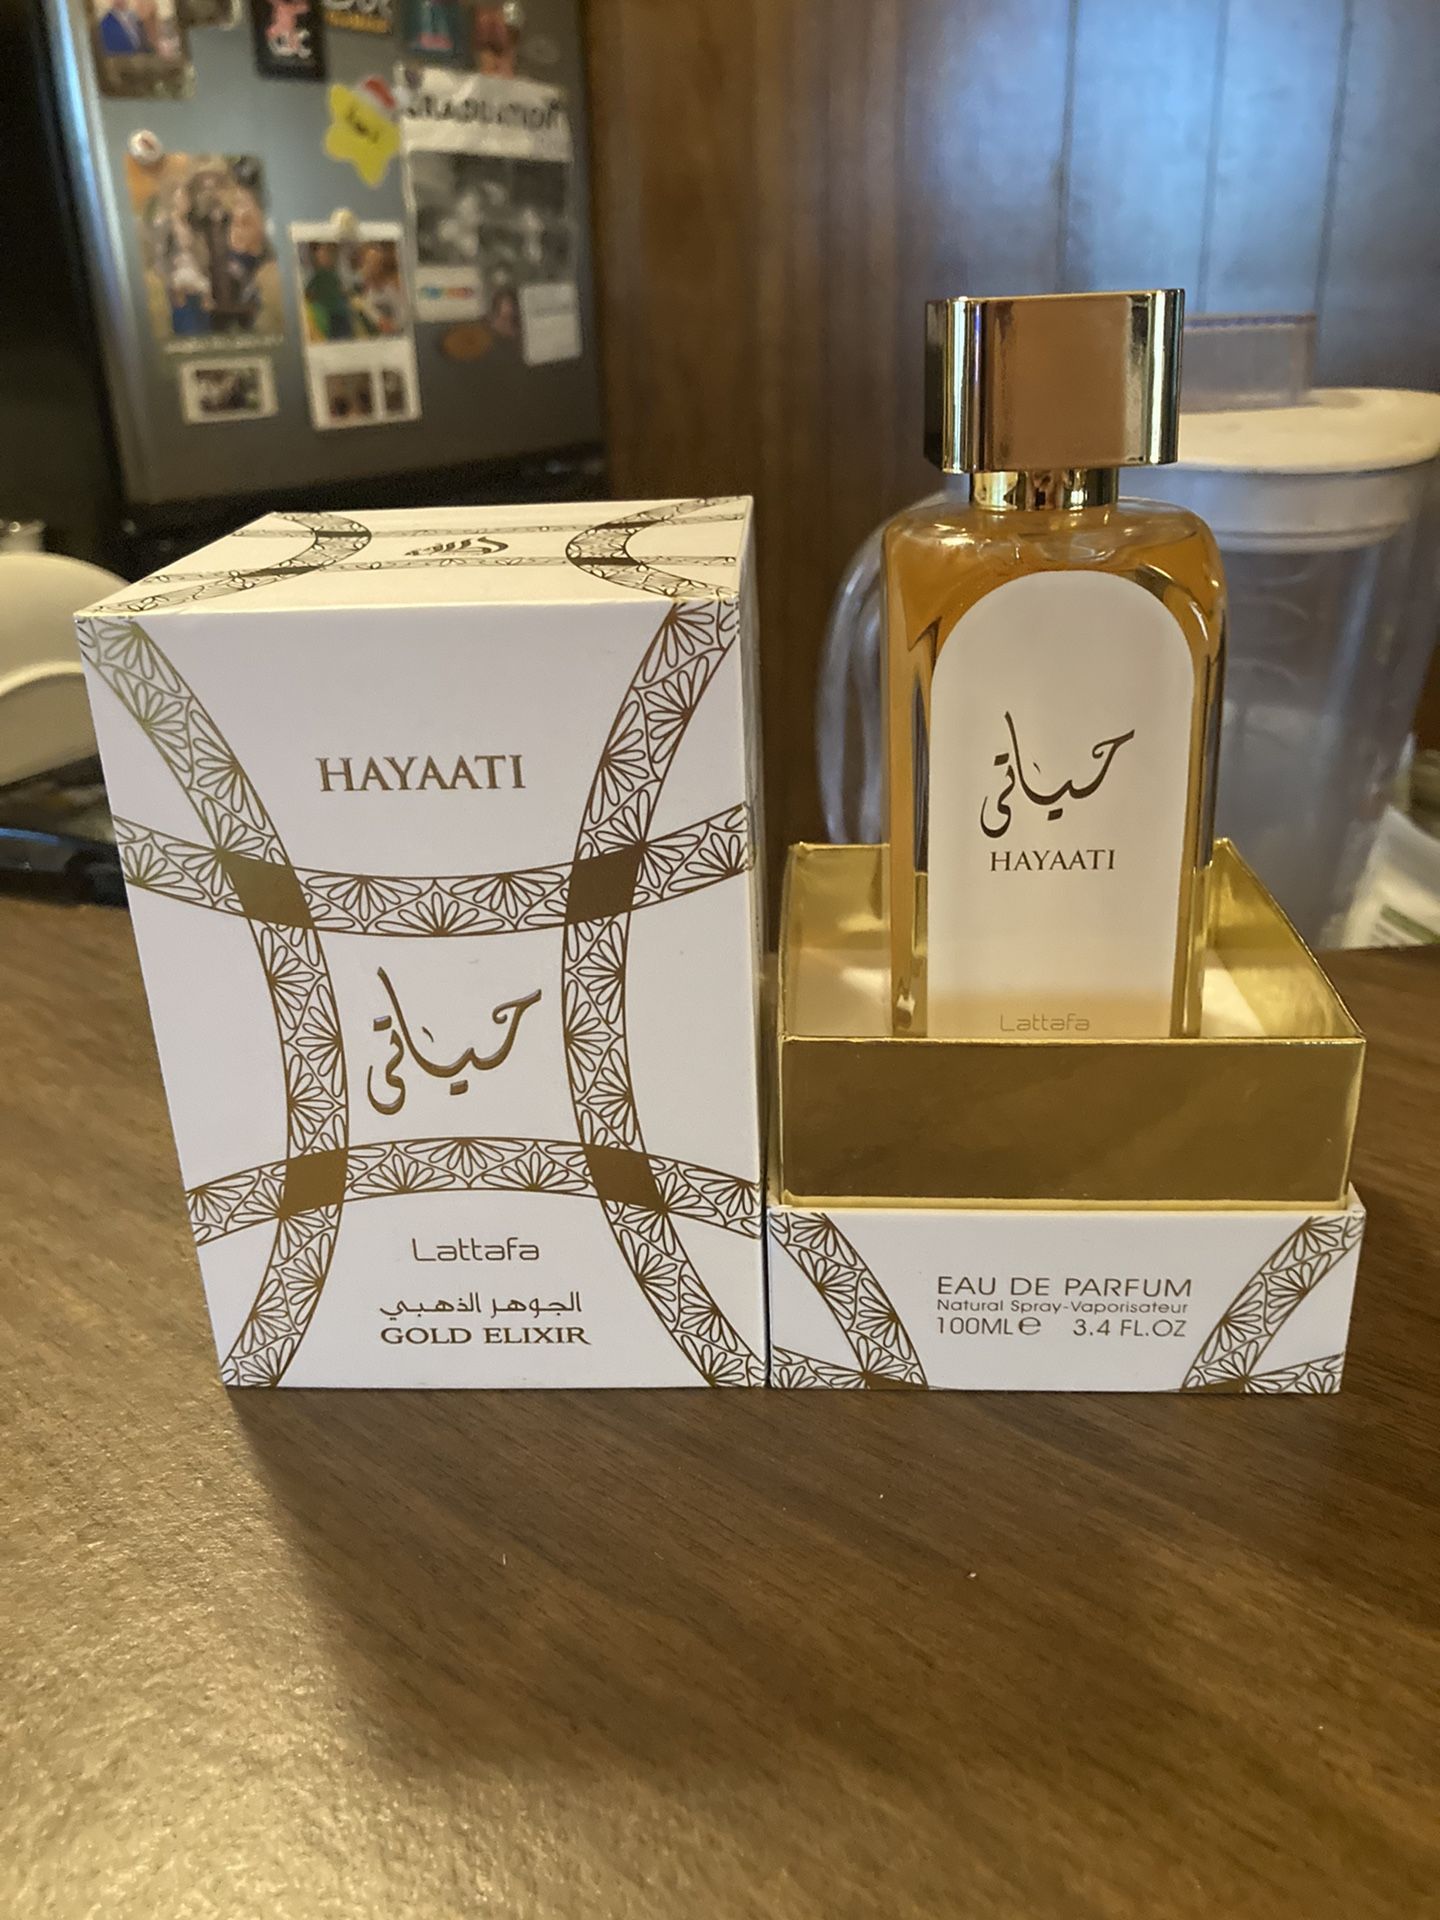 HAYAATI
حياتي
Lattafa
الجوهر الذهبي
GOLD ELIXIR
حياتي
HAYAATI
Lattafa
EAU DE PARFUM
Natural Spray-Vaporisateur
100ML e 3.4 FL.OZ